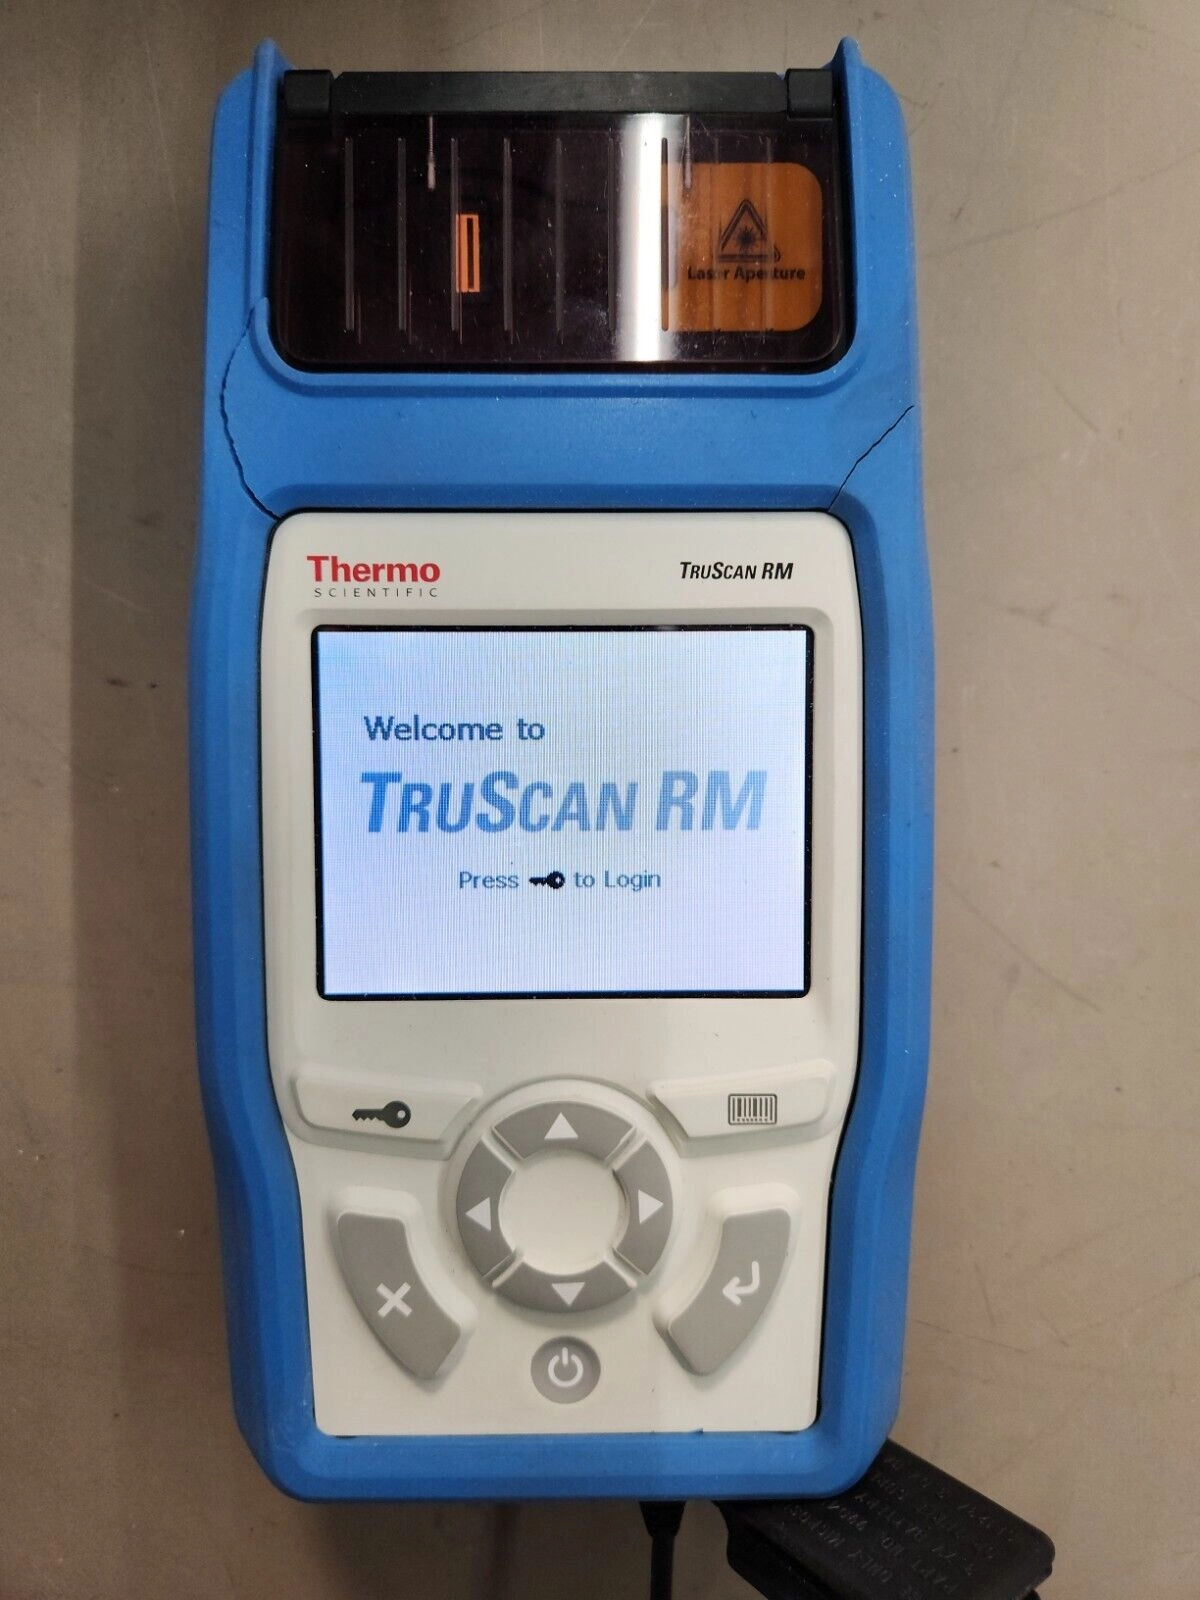 Laser Aperture
Thermo
SCIENTIFIC
TRUSCAN RM
Welcome to
TRUSCAN RM
Press to Login